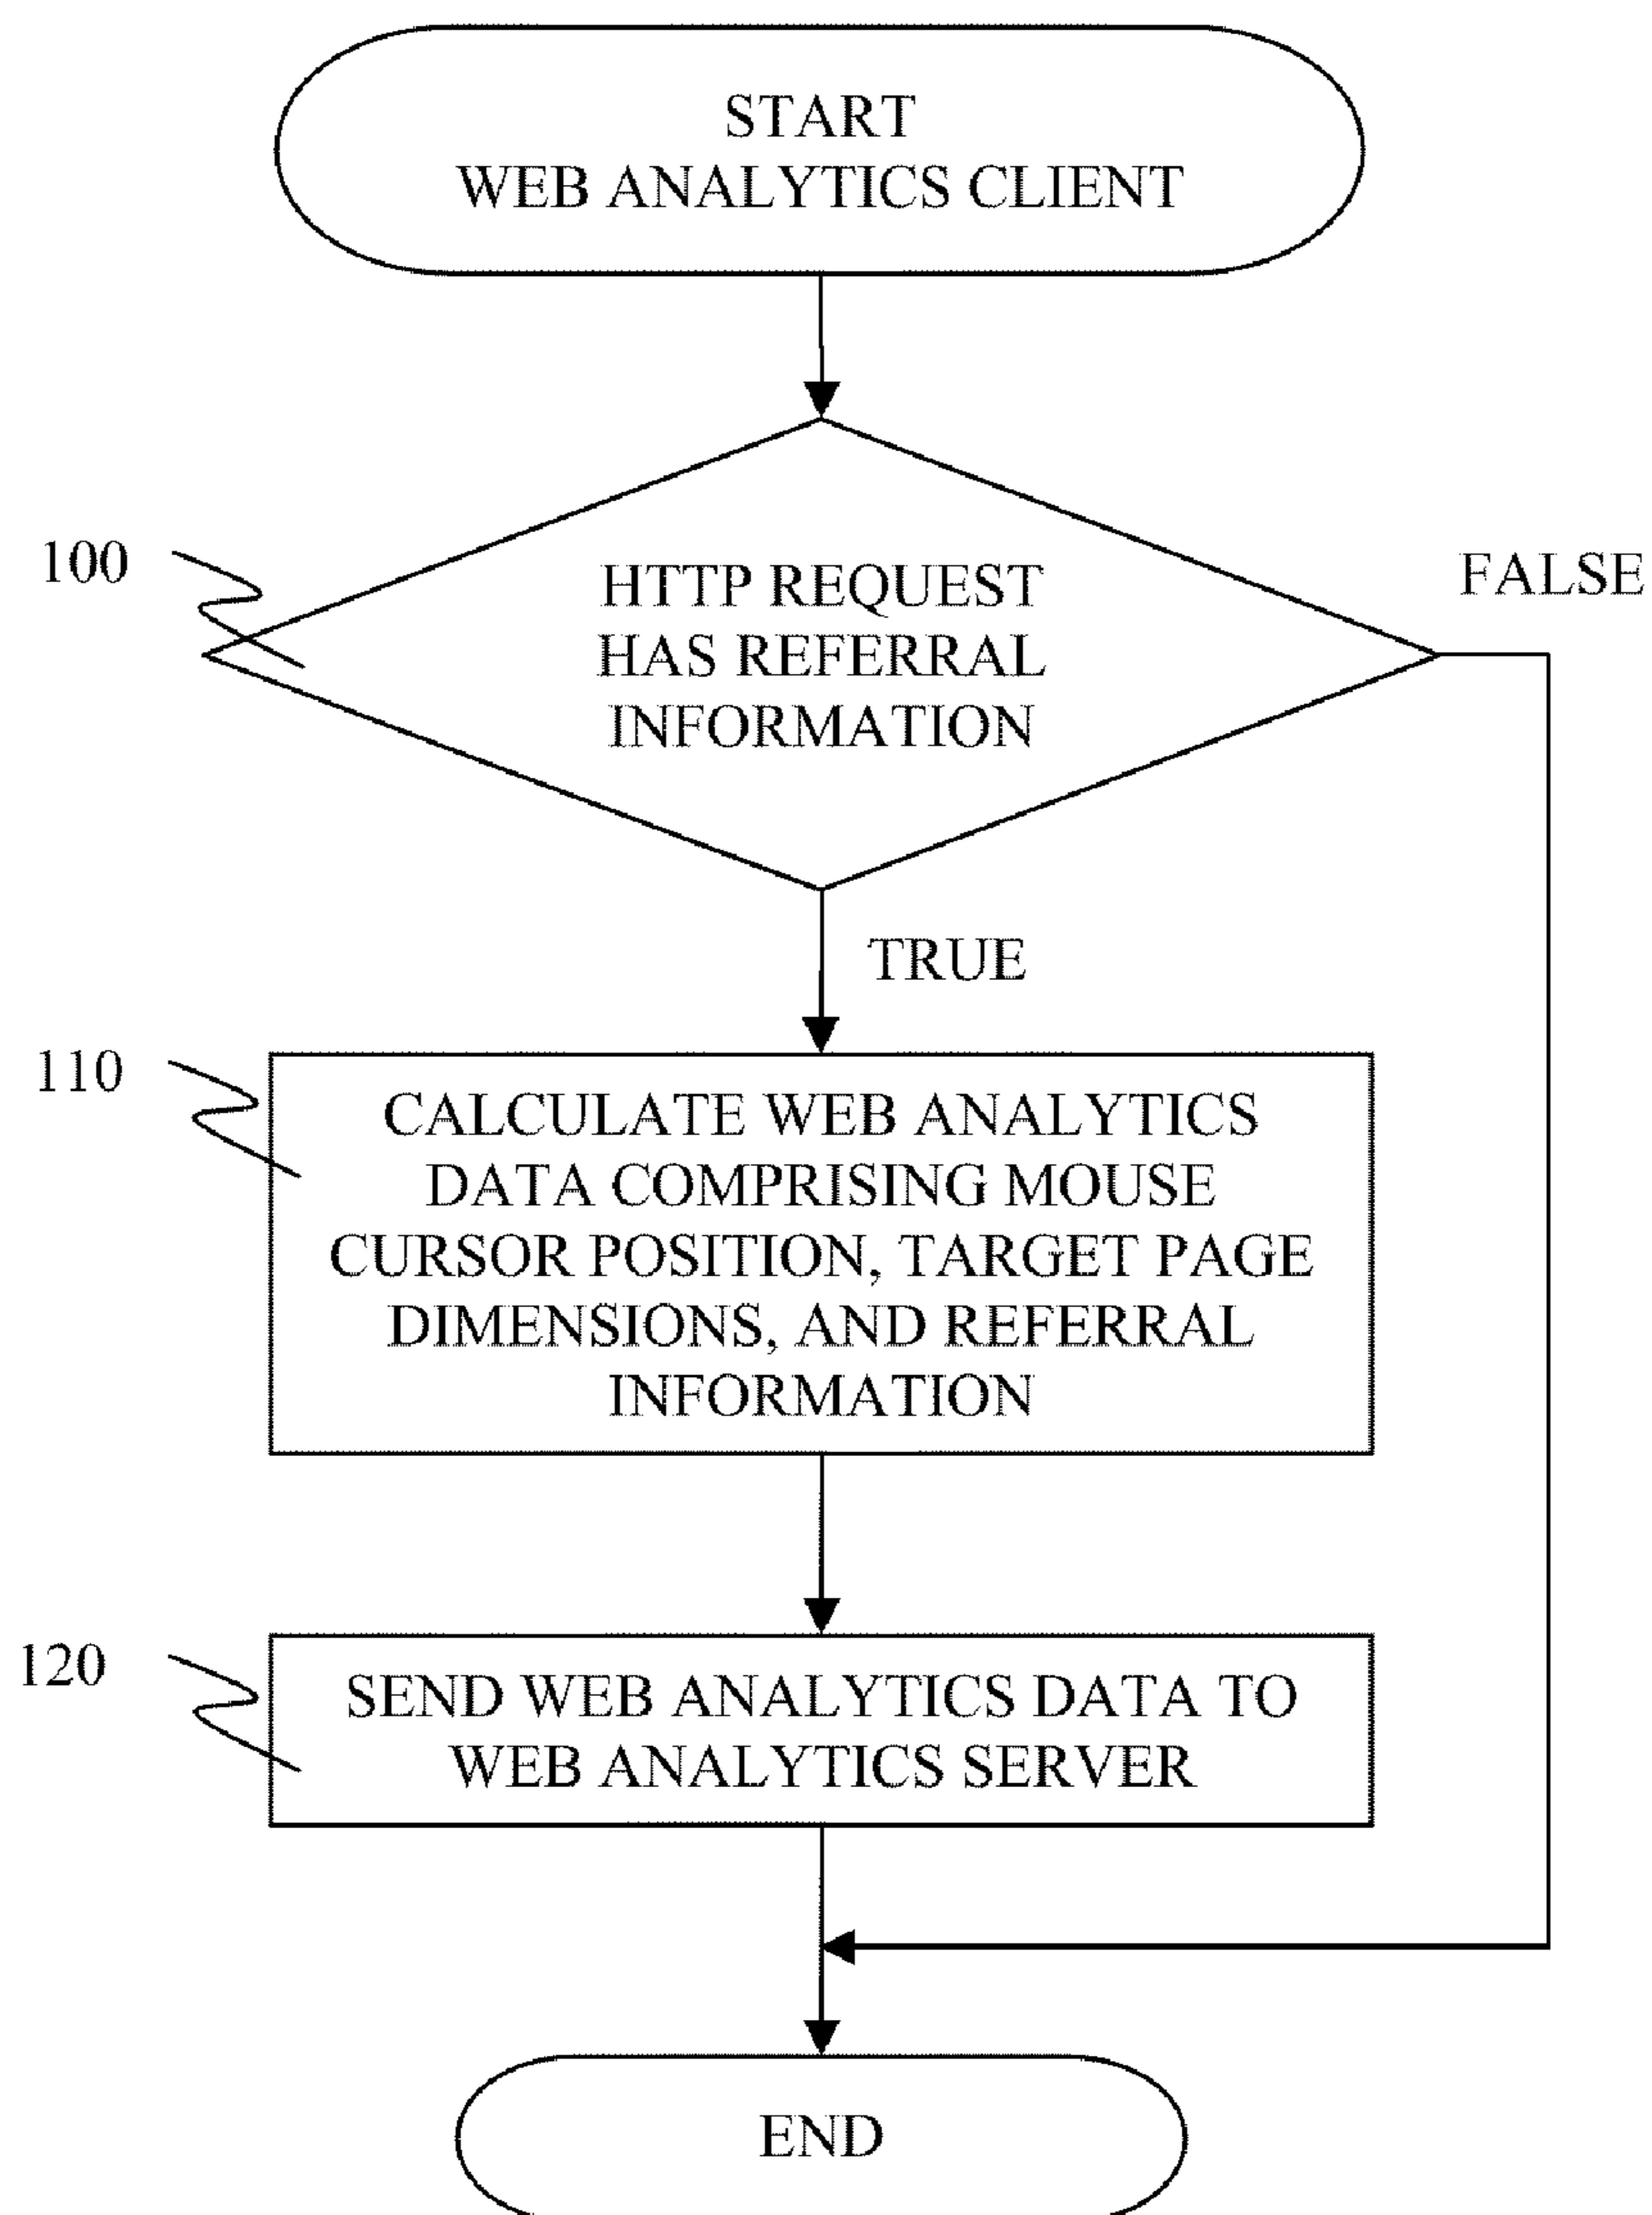 START
WEB ANALYTICS CLIENT
100
HTTP REQUEST
HAS REFERRAL
INFORMATION
FALSE
TRUE
110
CALCULATE WEB ANALYTICS
DATA COMPRISING MOUSE
CURSOR POSITION, TARGET PAGE
DIMENSIONS, AND REFERRAL
INFORMATION
120
SEND WEB ANALYTICS DATA TO
WEB ANALYTICS SERVER
END